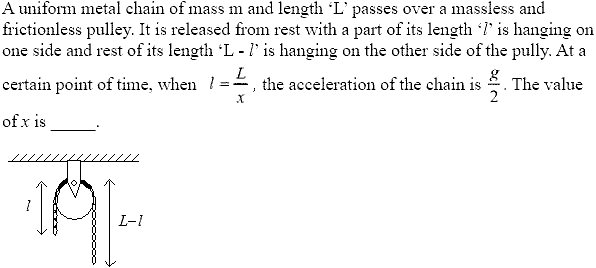 A uniform metal chain of mass m and length ‘L’ passes over a massless and
frictionless pulley. It is released from rest with a part of its length ‘l’ is hanging on
one side and rest of its length ‘L - l’ is hanging on the other side of the pully. At a
certain point of time, when l = L/x, the acceleration of the chain is g/2. The value
of x is _____.
l
L–l